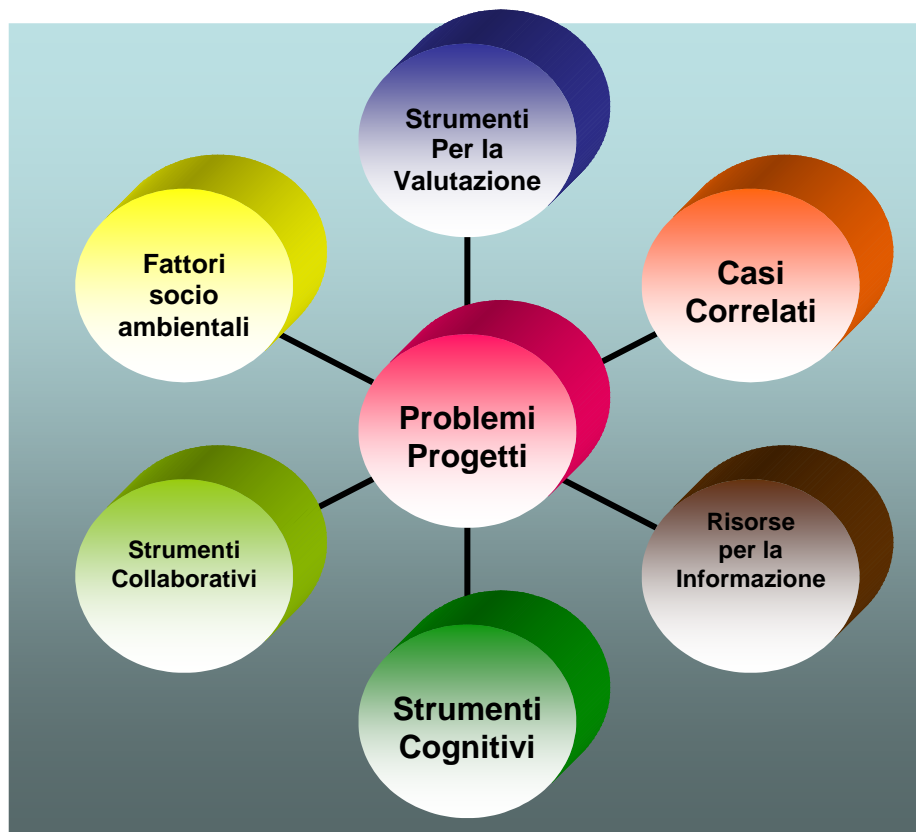 Strumenti
Per la
Valutazione
Fattori
socio
ambientali
Casi
Correlati
Problemi
Progetti
Strumenti
Collaborativi
Risorse
per la
Informazione
Strumenti
Cognitivi